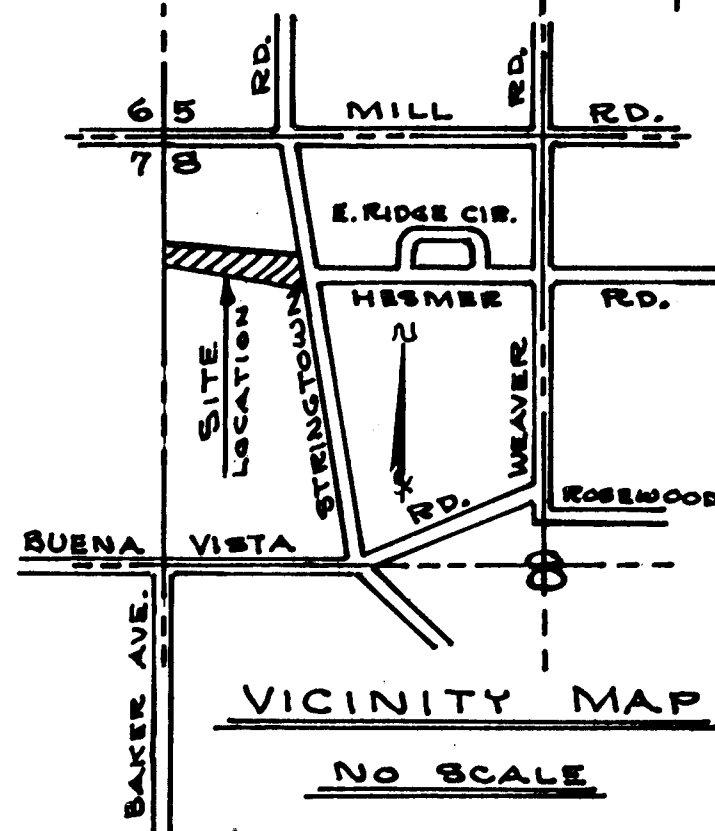 RD.
RD.
6 5
MILL RD.
7 8
E. RIDGE CIR.
HESMER RD.
N
SITE
LOCATION
STRINGTOWN
WEAVER
RD.
ROSEWOOD
BUENA VISTA
8
BAKER AVE.
VICINITY MAP
NO SCALE